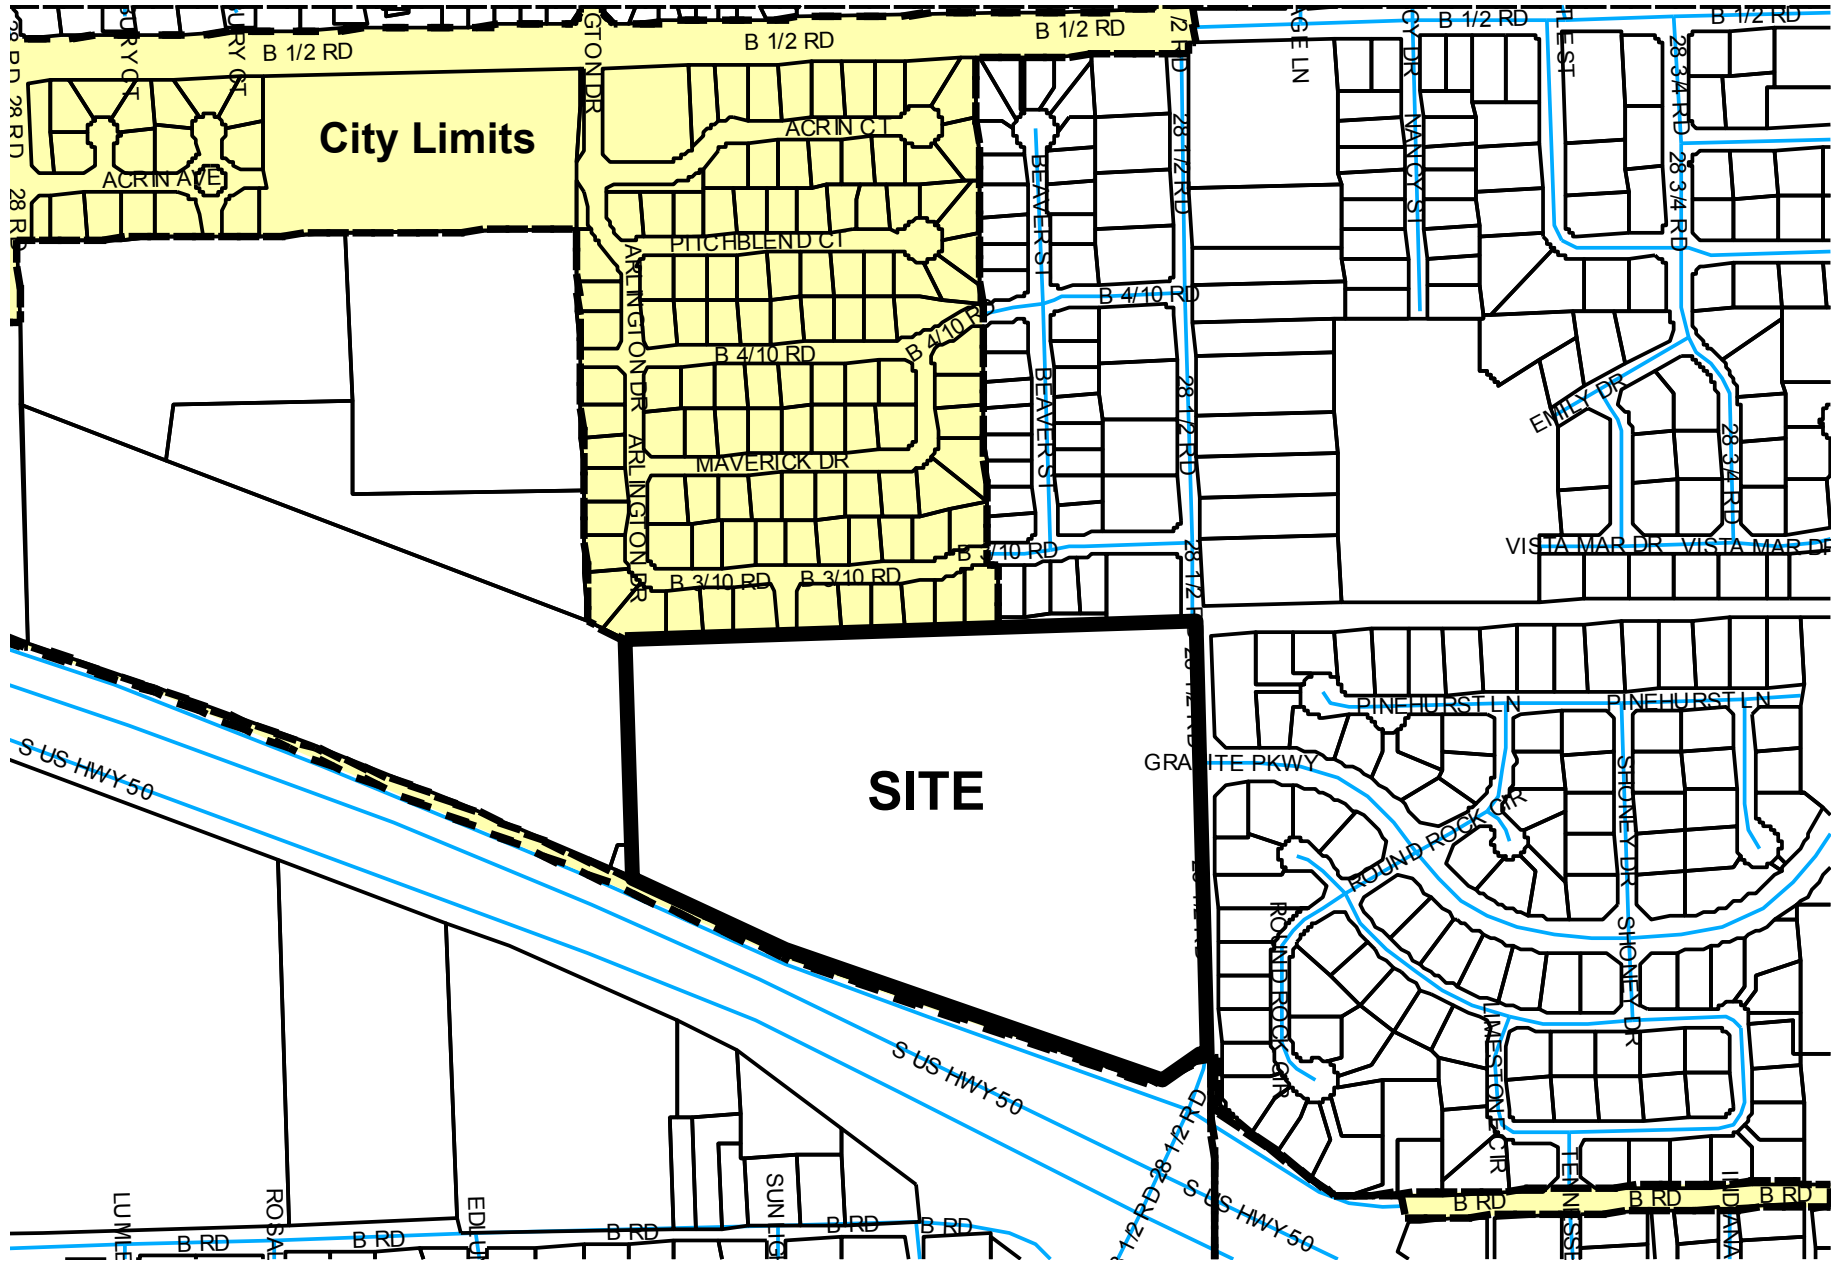 B 1/2 RD
B 1/2 RD
B 1/2 RD
B 1/2 RD
B 1/2 RD
28 RD
28 RD
City Limits
ACRIN AVE
ACRIN CT
PITCHBLEND CT
ARLINGTON DR
ARLINGTON DR
B 4/10 RD
B 4/10 RD
B 4/10 RD
MAVERICK DR
B 3/10 RD
B 3/10 RD
BEAVER ST
BEAVER ST
28 1/2 RD
28 1/2 RD
NANCY ST
28 3/4 RD
28 3/4 RD
28 3/4 RD
EMILY DR
VISTA MAR DR
VISTA MAR DR
SITE
PINEHURST LN
PINEHURST LN
SHONEY DR
SHONEY DR
ROUND ROCK CIR
ROUND ROCK CIR
LIMESTONE CIR
S US HWY 50
S US HWY 50
S US HWY 50
28 1/2 RD
B RD
B RD
B RD
B RD
B RD
B RD
B RD
B RD